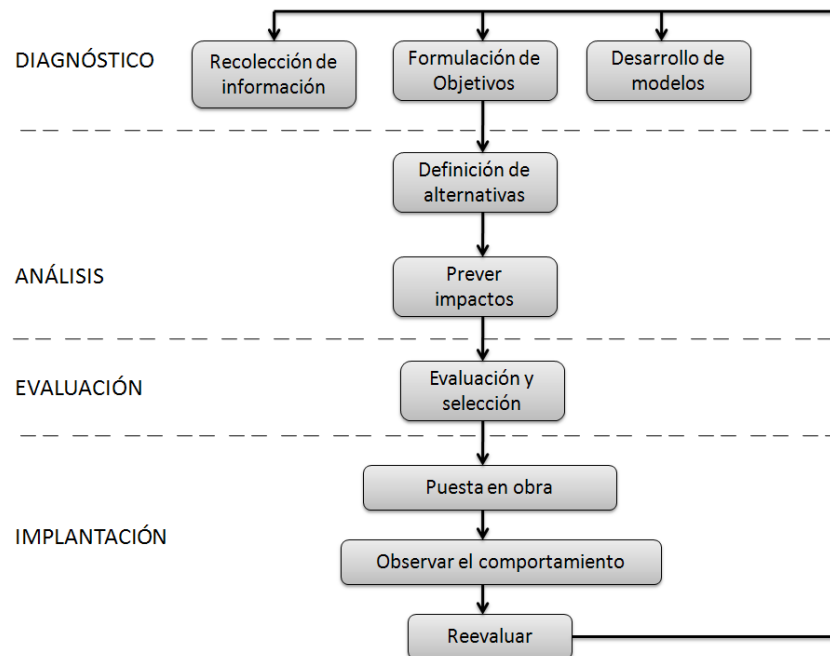 DIAGNÓSTICO
Recolección de
información
Formulación de
Objetivos
Desarrollo de
modelos
Definición de
alternativas
ANÁLISIS
Prever
impactos
EVALUACIÓN
Evaluación y
selección
Puesta en obra
IMPLANTACIÓN
Observar el comportamiento
Reevaluar